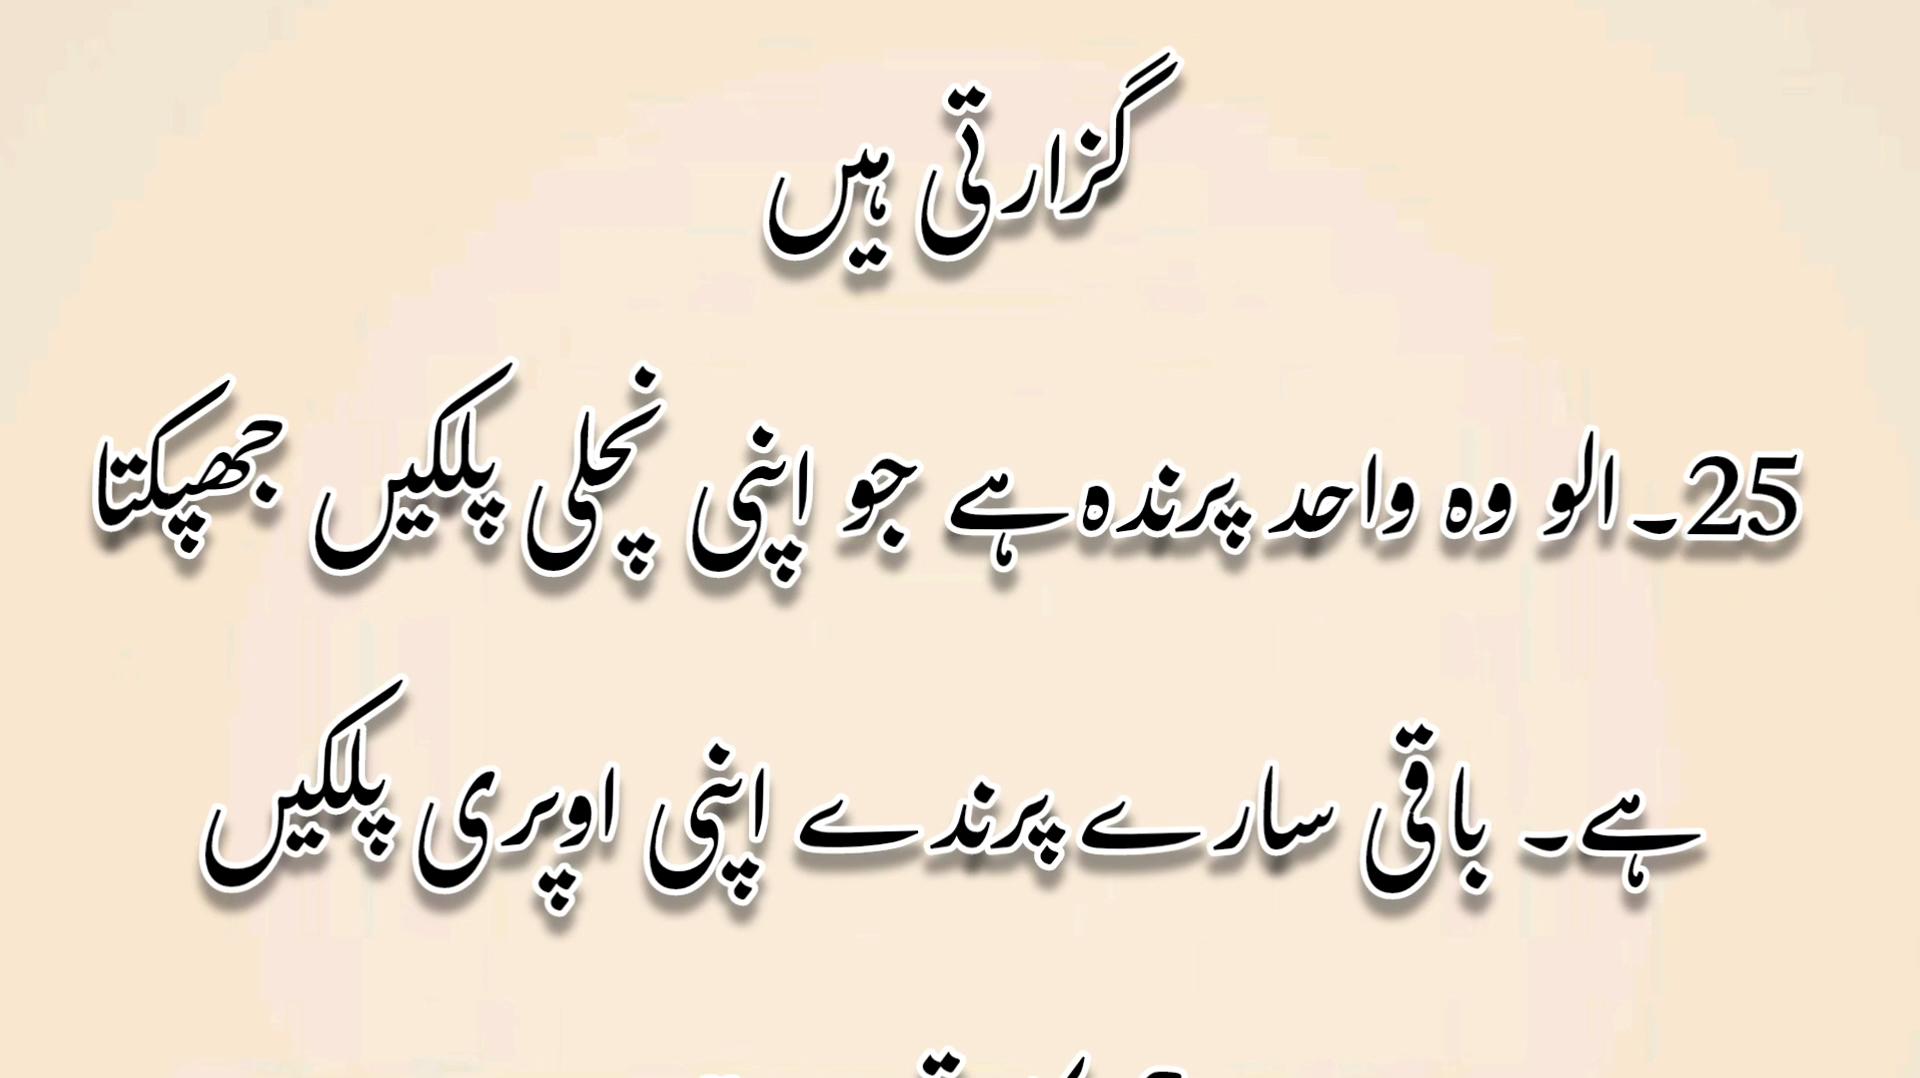 گزارتی ہیں
25۔الو وہ واحد پرندہ ہے جو اپنی نچلی پلکیں جھپکتا
ہے۔ باقی سارے پرندے اپنی اوپری پلکیں